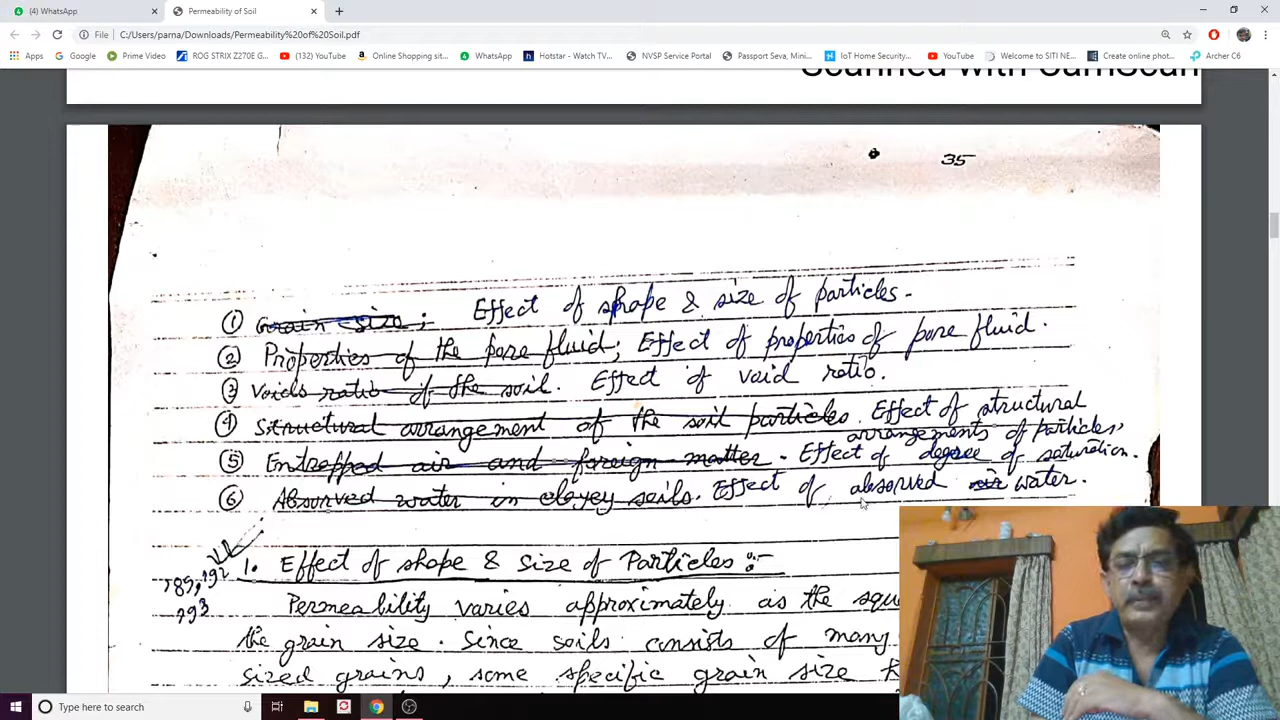 (4) WhatsApp
Permeability of Soil
File C:/Users/parna/Downloads/Permeability%20of%20Soil.pdf
Google Prime Video ROG STRIX Z270E G... (132) YouTube Online Shopping sit... WhatsApp Hotstar - Watch TV... NVSP Service Portal Passport Seva, Mini... IoT Home Security... YouTube Welcome to SITI NE... Create online phot... Archer C6
Scanned with CamScan
35
① Grain size; Effect of shape & size of particles.
② Properties of the pore fluid; Effect of properties of pore fluid.
③ Voids ratio of the soil. Effect of void ratio.
④ Structural arrangement of the soil particles. Effect of structural
arrangements of particles,
⑤ Entrapped air and foreign matter. Effect of degree of saturation.
⑥ Absorved water in clayey soils. Effect of absorved air water.
1. Effect of shape & Size of Particles :-
Permeability varies approximately as the squ
the grain size. Since soils consists of many
sized grains, some specific grain size
Type here to search